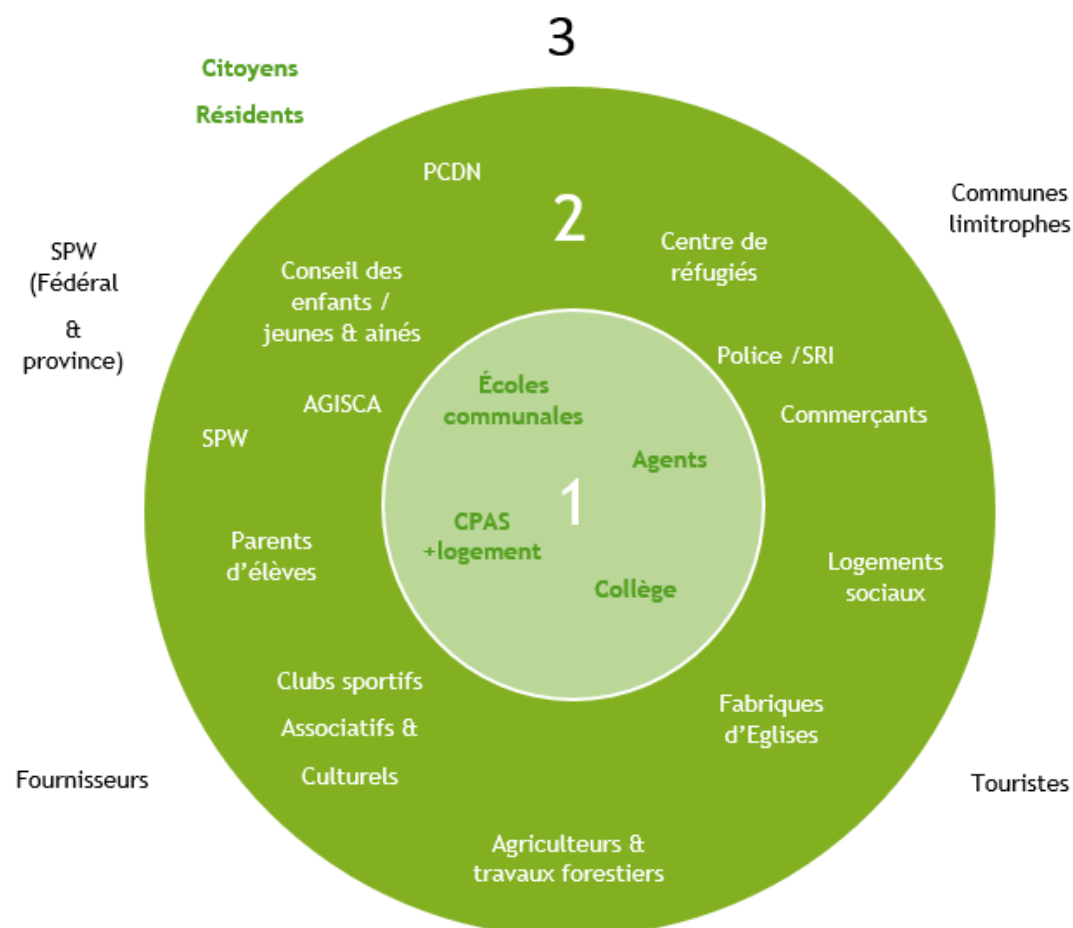 3
Citoyens
Résidents
PCDN
2
Communes
limitrophes
Centre de
réfugiés
SPW
(Fédéral
&
province)
Conseil des
enfants /
jeunes & ainés
Police /SRI
Écoles
communales
AGISCA
Commerçants
SPW
Agents
1
CPAS
+logement
Parents
d’élèves
Logements
sociaux
Collège
Clubs sportifs
Associatifs &
Culturels
Fabriques
d’Eglises
Fournisseurs
Touristes
Agriculteurs &
travaux forestiers